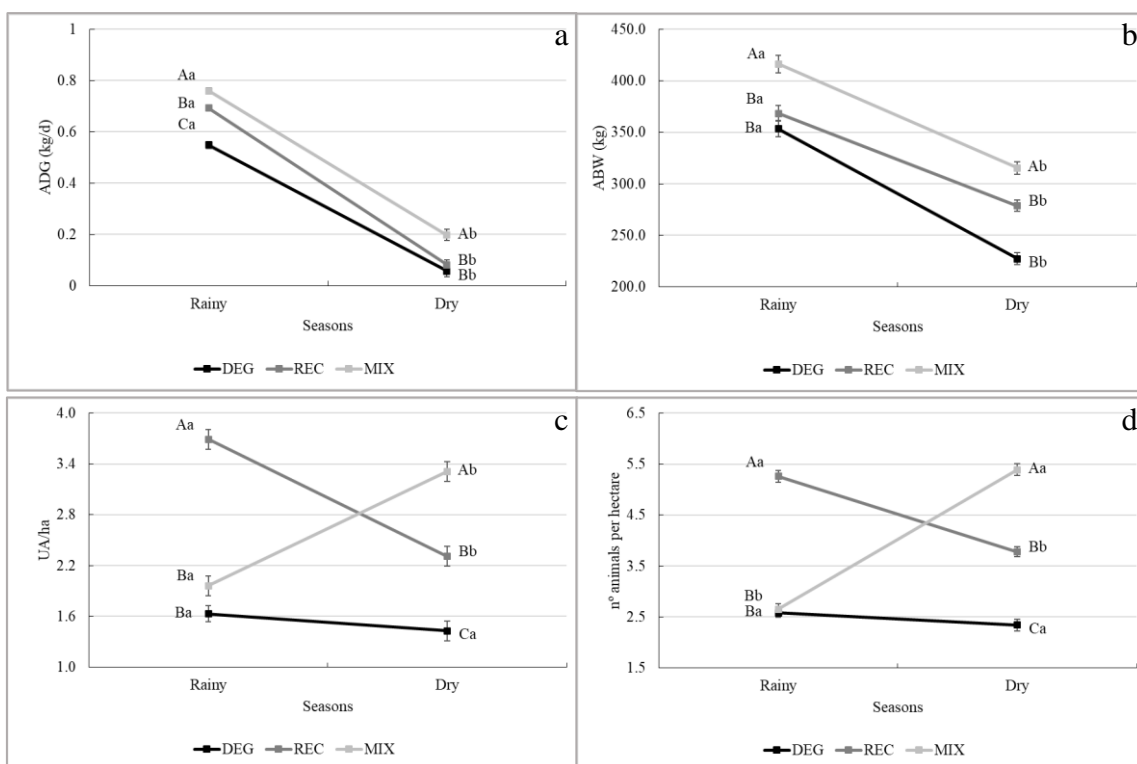 a
ADG (kg/d)
1
0.8
0.6
0.4
0.2
0
Aa
Ba
Ca
Ab
Bb
Bb
Rainy
Dry
Seasons
DEG REC MIX
b
ABW (kg)
450.0
400.0
350.0
300.0
250.0
200.0
Aa
Ba
Ba
Ab
Bb
Bb
Rainy
Dry
Seasons
DEG REC MIX
c
UA/ha
4.0
3.4
2.8
2.2
1.6
1.0
Aa
Ba
Ba
Ab
Bb
Ca
Rainy
Dry
Seasons
DEG REC MIX
d
nº animals per hectare
6.5
5.5
4.5
3.5
2.5
1.5
Aa
Bb
Ba
Aa
Bb
Ca
Rainy
Dry
Seasons
DEG REC MIX